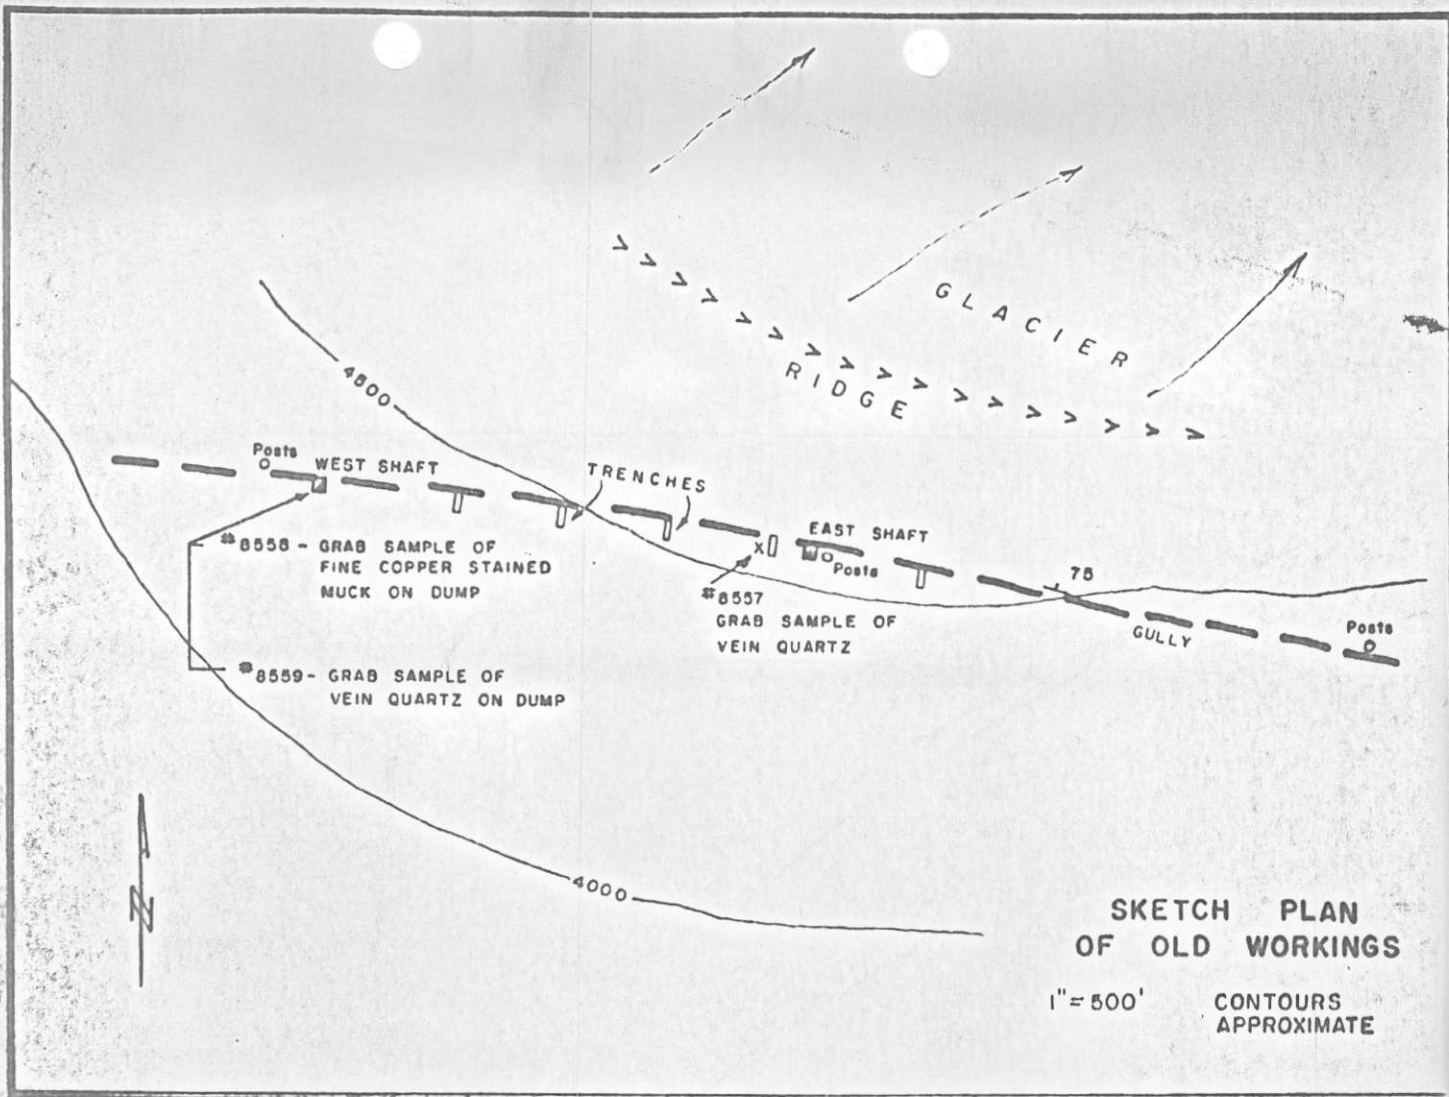 GLACIER
RIDGE
4500
Posts
WEST SHAFT
TRENCHES
EAST SHAFT
Posts
#8558 - GRAB SAMPLE OF
FINE COPPER STAINED
MUCK ON DUMP
75
#8557
GRAB SAMPLE OF
VEIN QUARTZ
GULLY
Posts
#8559 - GRAB SAMPLE OF
VEIN QUARTZ ON DUMP
N
4000
SKETCH PLAN
OF OLD WORKINGS
1" = 500'
CONTOURS
APPROXIMATE